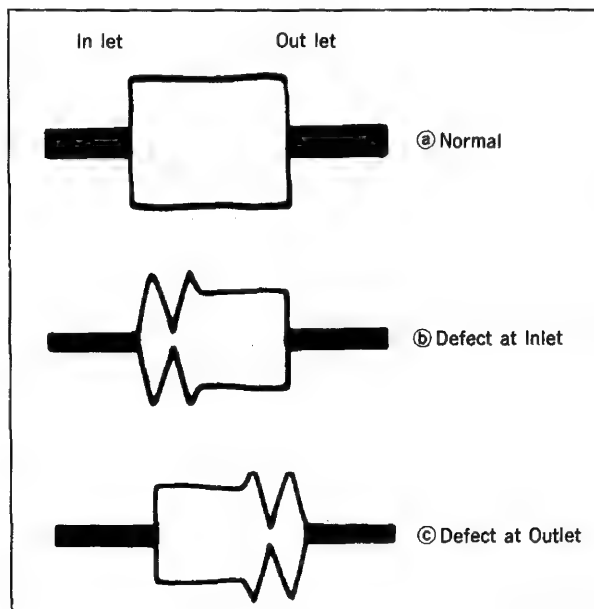 In let Out let
ⓐ Normal
ⓑ Defect at Inlet
ⓒ Defect at Outlet